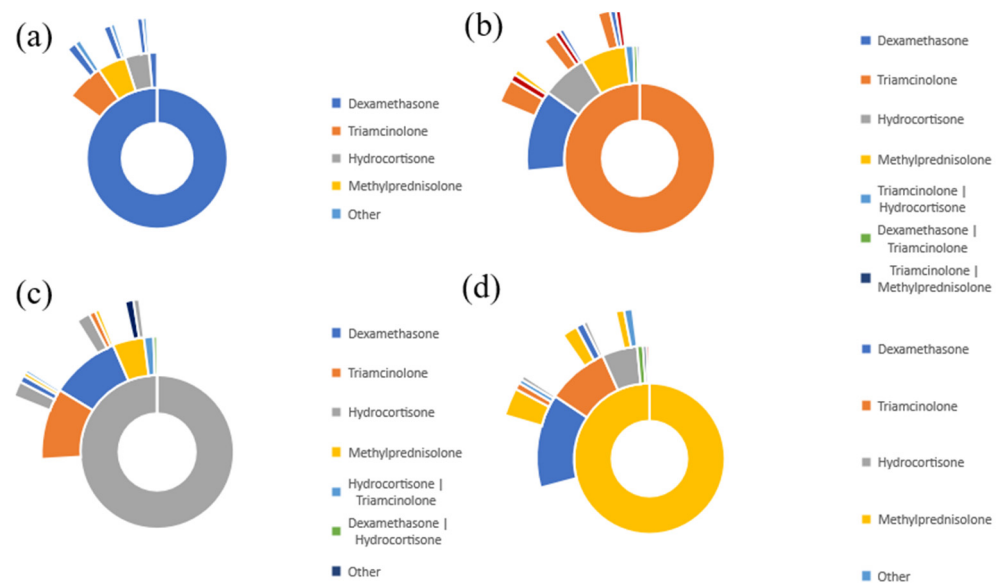 (a)
Dexamethasone
Triamcinolone
Hydrocortisone
Methylprednisolone
Other
(b)
Dexamethasone
Triamcinolone
Hydrocortisone
Methylprednisolone
Triamcinolone |
Hydrocortisone
Dexamethasone |
Triamcinolone
Triamcinolone |
Methylprednisolone
(c)
Dexamethasone
Triamcinolone
Hydrocortisone
Methylprednisolone
Hydrocortisone |
Triamcinolone
Dexamethasone |
Hydrocortisone
Other
(d)
Dexamethasone
Triamcinolone
Hydrocortisone
Methylprednisolone
Other